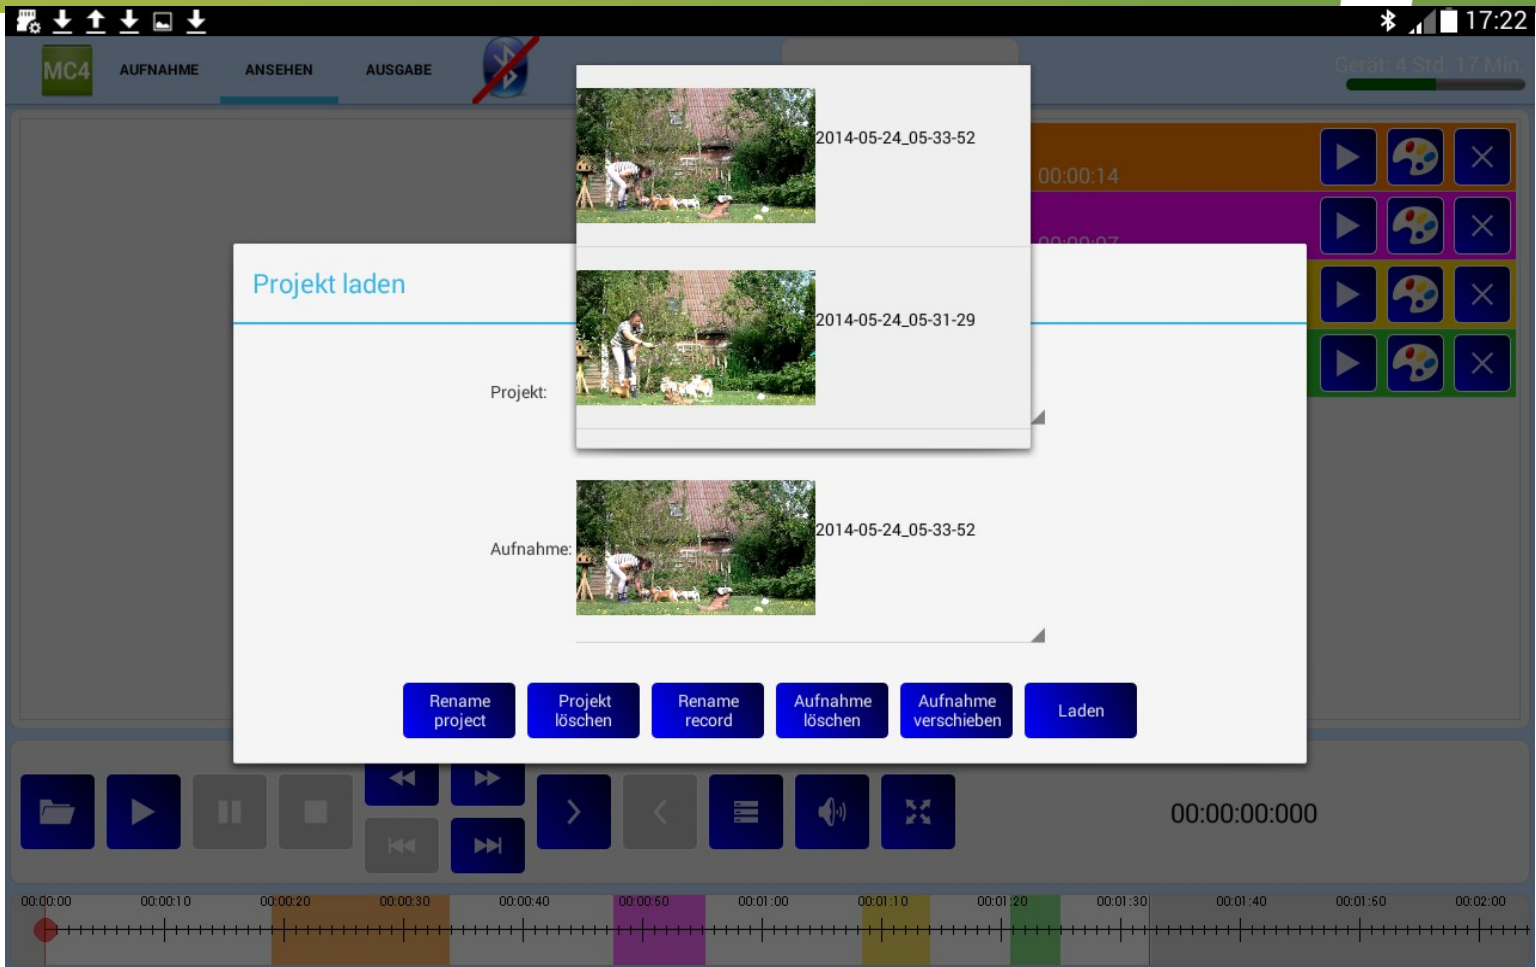 17:22
MC4
AUFNAHME
ANSEHEN
AUSGABE
Gerät: 4 Std. 17 Min.
2014-05-24_05-33-52
00:00:14
00:00:07
Projekt laden
2014-05-24_05-31-29
Projekt:
2014-05-24_05-33-52
Aufnahme:
Rename
project
Projekt
löschen
Rename
record
Aufnahme
löschen
Aufnahme
verschieben
Laden
00:00:00:000
00:00:00 00:00:10 00:00:20 00:00:30 00:00:40 00:00:50 00:01:00 00:01:10 00:01:20 00:01:30 00:01:40 00:01:50 00:02:00